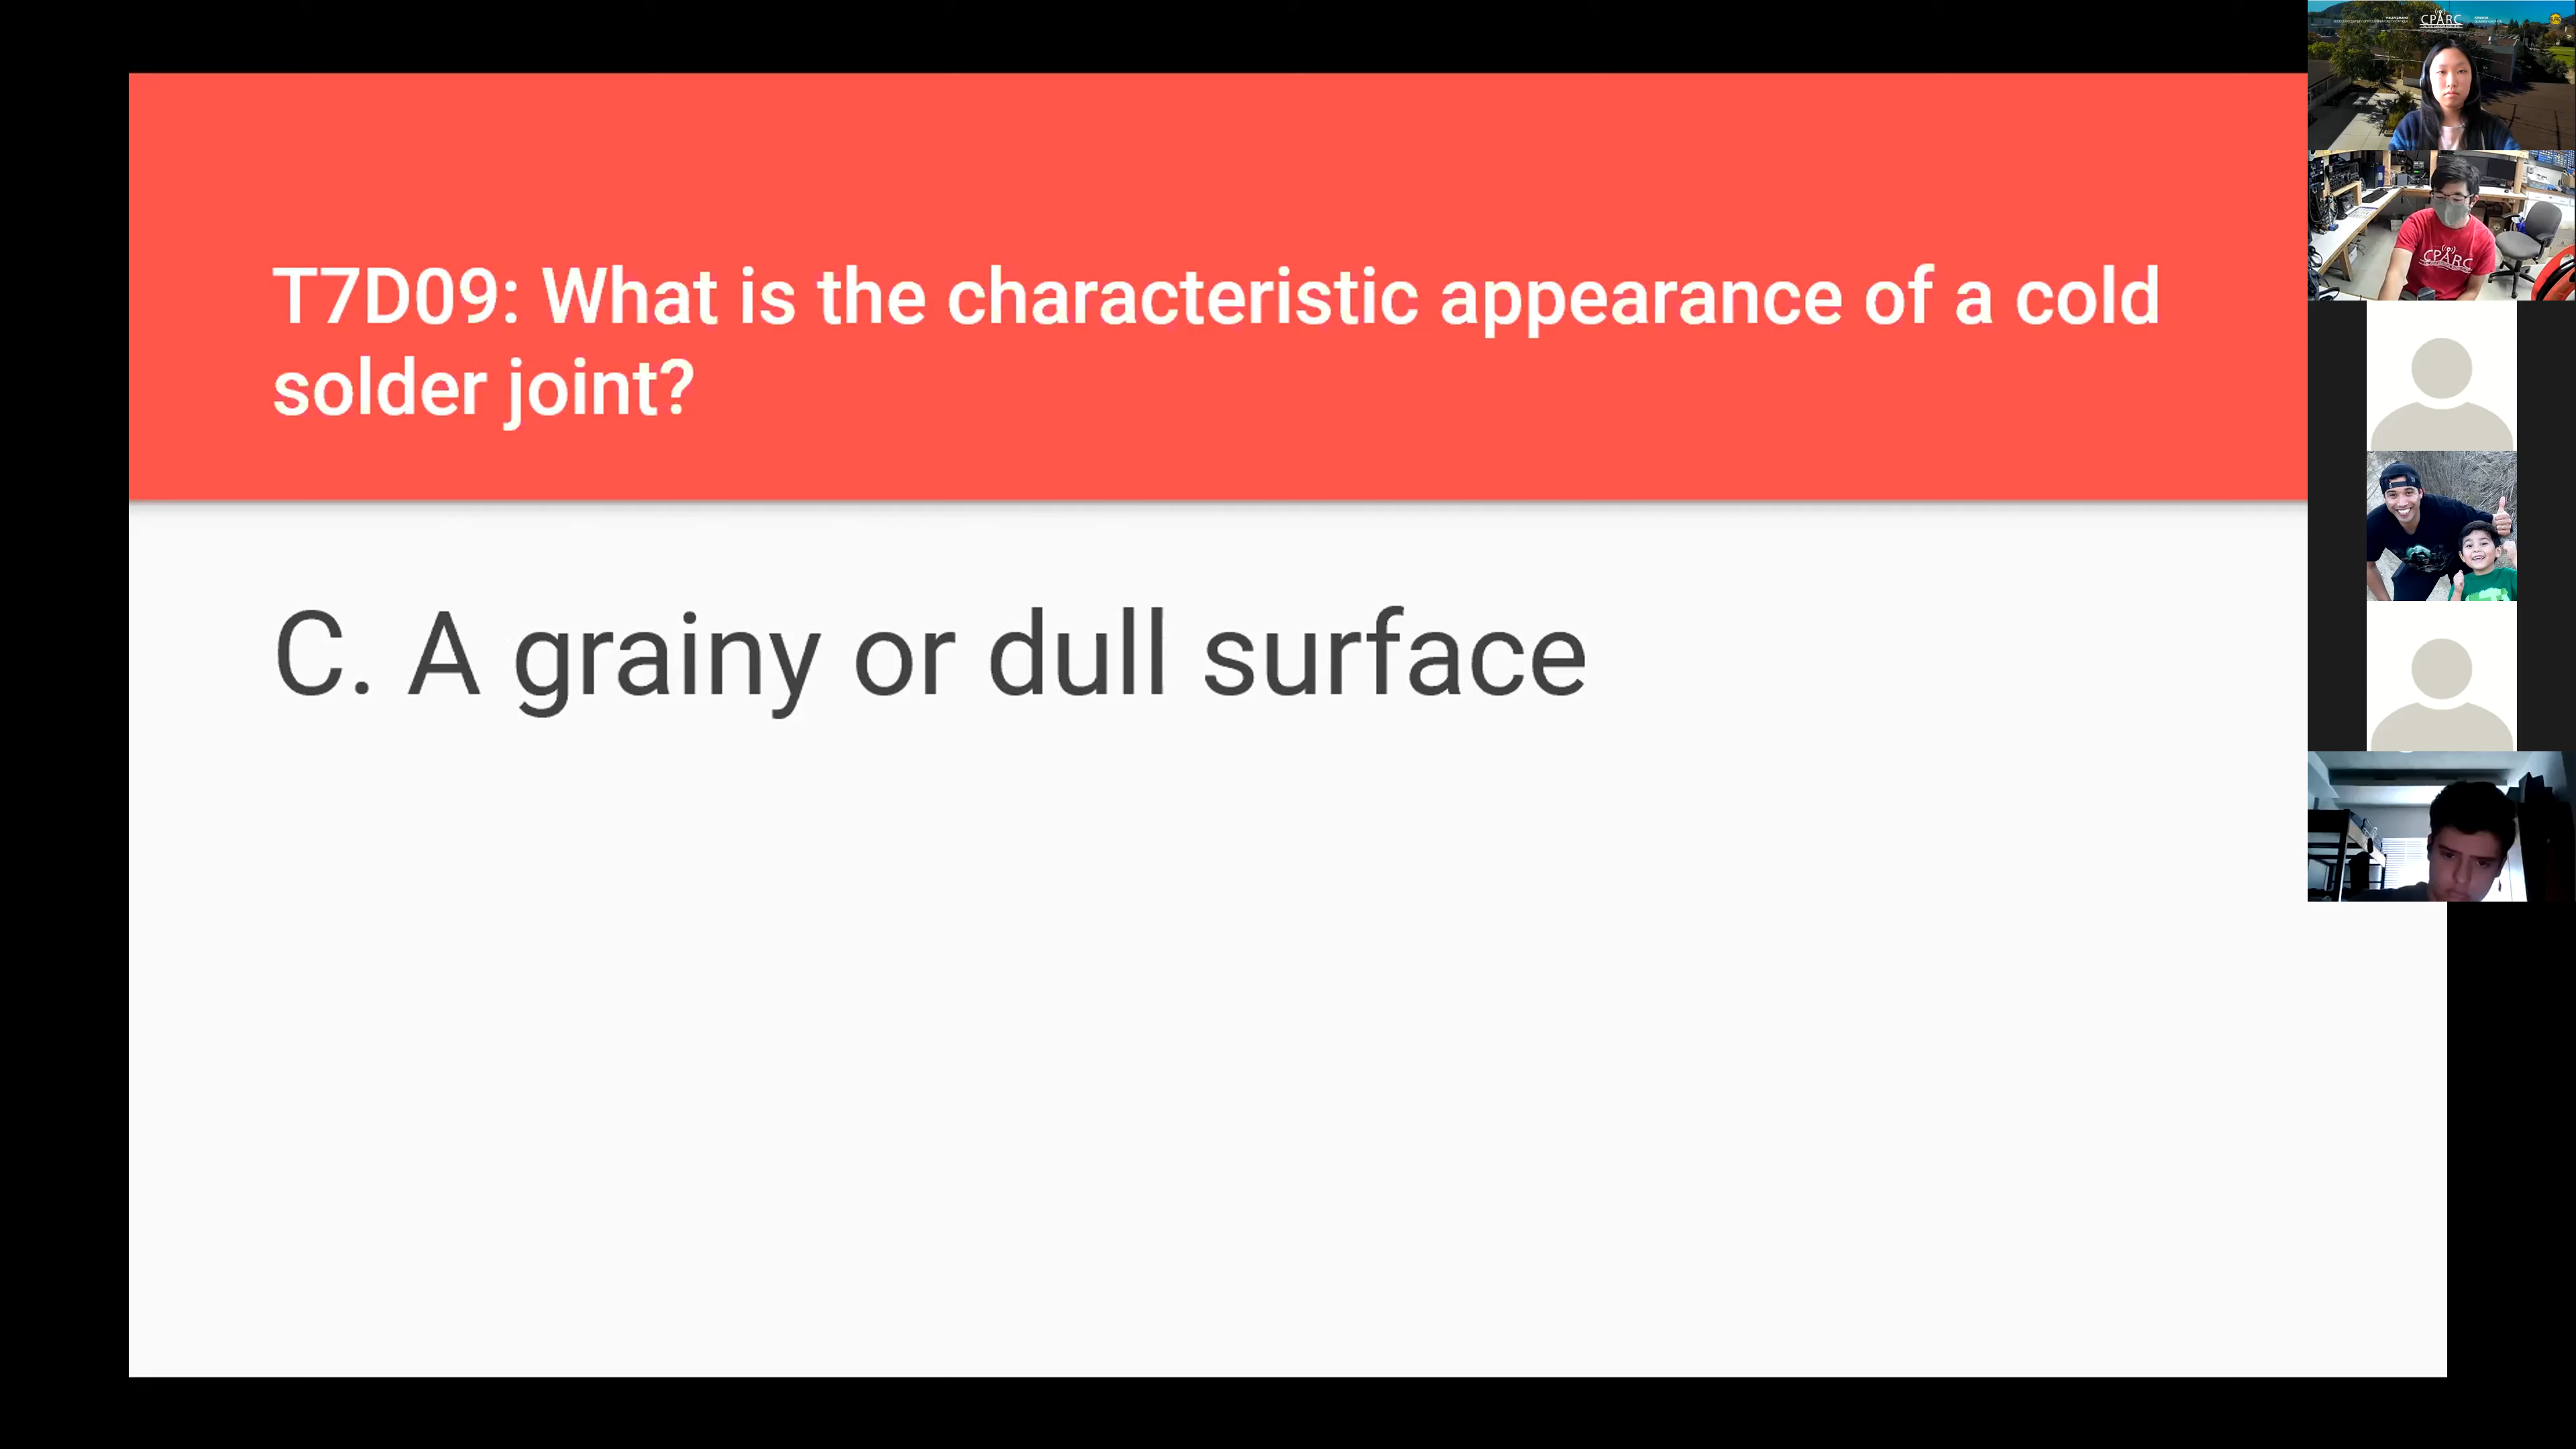 T7D09: What is the characteristic appearance of a cold
solder joint?
C. A grainy or dull surface
CPARC
CPARC